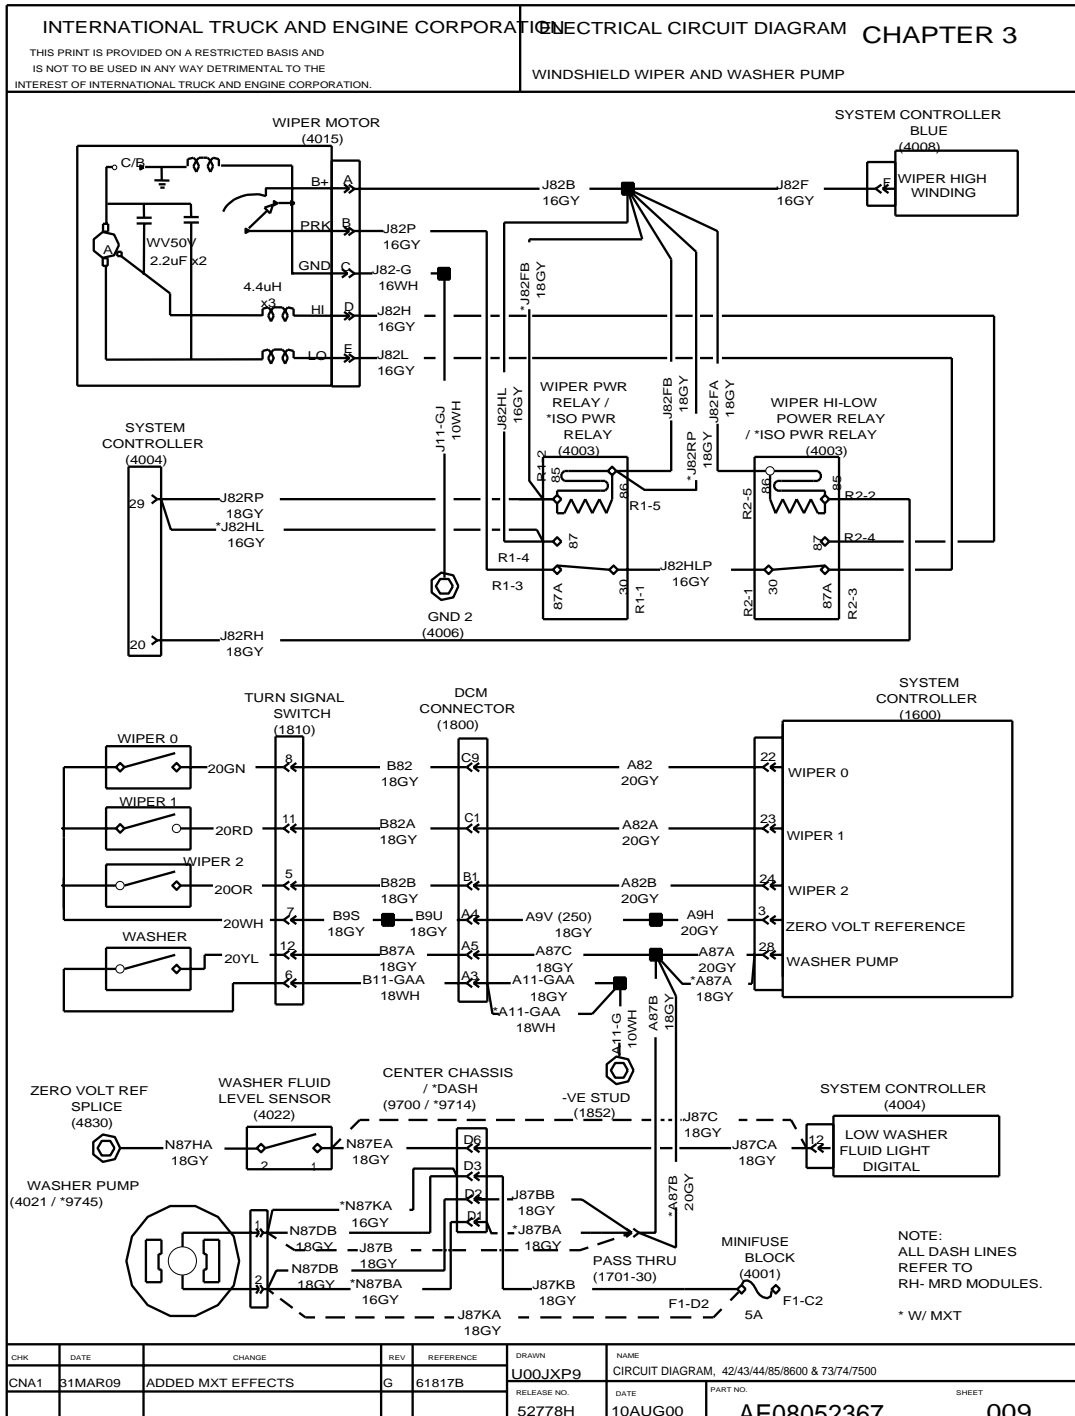 INTERNATIONAL TRUCK AND ENGINE CORPORATION
ELECTRICAL CIRCUIT DIAGRAM
CHAPTER 3
THIS PRINT IS PROVIDED ON A RESTRICTED BASIS AND
IS NOT TO BE USED IN ANY WAY DETRIMENTAL TO THE
INTEREST OF INTERNATIONAL TRUCK AND ENGINE CORPORATION.
WINDSHIELD WIPER AND WASHER PUMP
WIPER MOTOR
(4015)
SYSTEM CONTROLLER
BLUE
(4008)
WIPER HIGH
WINDING
F
C/B
B+
A
PRK
B
GND
C
HI
D
LO
E
A
WV50V
2.2uF x2
4.4uH
x3
J82B
16GY
J82F
16GY
J82P
16GY
J82-G
16WH
J82H
16GY
J82L
16GY
*J82FB
18GY
J82HL
16GY
J82FB
18GY
J82FA
18GY
*J82RP
18GY
J11-GJ
10WH
WIPER PWR
RELAY /
*ISO PWR
RELAY
(4003)
WIPER HI-LOW
POWER RELAY
/ *ISO PWR RELAY
(4003)
SYSTEM
CONTROLLER
(4004)
29
J82RP
18GY
*J82HL
16GY
20
J82RH
18GY
R1-2
85
86
R1-5
87
R1-4
R1-3
87A
30
R1-1
J82HLP
16GY
R2-5
86
85
R2-2
87
R2-4
R2-1
30
87A
R2-3
GND 2
(4006)
TURN SIGNAL
SWITCH
(1810)
DCM
CONNECTOR
(1800)
SYSTEM
CONTROLLER
(1600)
WIPER 0
20GN
8
B82
18GY
C9
A82
20GY
22
WIPER 0
WIPER 1
20RD
11
B82A
18GY
C1
A82A
20GY
23
WIPER 1
WIPER 2
20OR
5
B82B
18GY
B1
A82B
20GY
24
WIPER 2
20WH
7
B9S
18GY
B9U
18GY
A4
A9V (250)
18GY
A9H
20GY
3
ZERO VOLT REFERENCE
WASHER
20YL
12
B87A
18GY
A5
A87C
18GY
A87A
20GY
28
WASHER PUMP
*A87A
18GY
6
B11-GAA
18WH
A3
A11-GAA
18GY
*A11-GAA
18WH
A11-G
10WH
A87B
18GY
-VE STUD
(1852)
ZERO VOLT REF
SPLICE
(4830)
WASHER FLUID
LEVEL SENSOR
(4022)
CENTER CHASSIS
/ *DASH
(9700 / *9714)
SYSTEM CONTROLLER
(4004)
N87HA
18GY
2
1
N87EA
18GY
D6
J87C
18GY
J87CA
18GY
12
LOW WASHER
FLUID LIGHT
DIGITAL
D3
D2
D1
WASHER PUMP
(4021 / *9745)
*N87KA
16GY
1
N87DB
18GY
J87B
18GY
N87DB
18GY
2
*N87BA
16GY
J87BB
18GY
*J87BA
18GY
*A87B
20GY
PASS THRU
(1701-30)
J87KB
18GY
J87KA
18GY
MINIFUSE
BLOCK
(4001)
F1-D2
F1-C2
5A
NOTE:
ALL DASH LINES
REFER TO
RH- MRD MODULES.
* W/ MXT
CHK
DATE
CHANGE
REV
REFERENCE
DRAWN
NAME
CNA1
31MAR09
ADDED MXT EFFECTS
G
61817B
U00JXP9
CIRCUIT DIAGRAM, 42/43/44/85/8600 & 73/74/7500
RELEASE NO.
DATE
PART NO.
SHEET
52778H
10AUG00
AE08052367
009